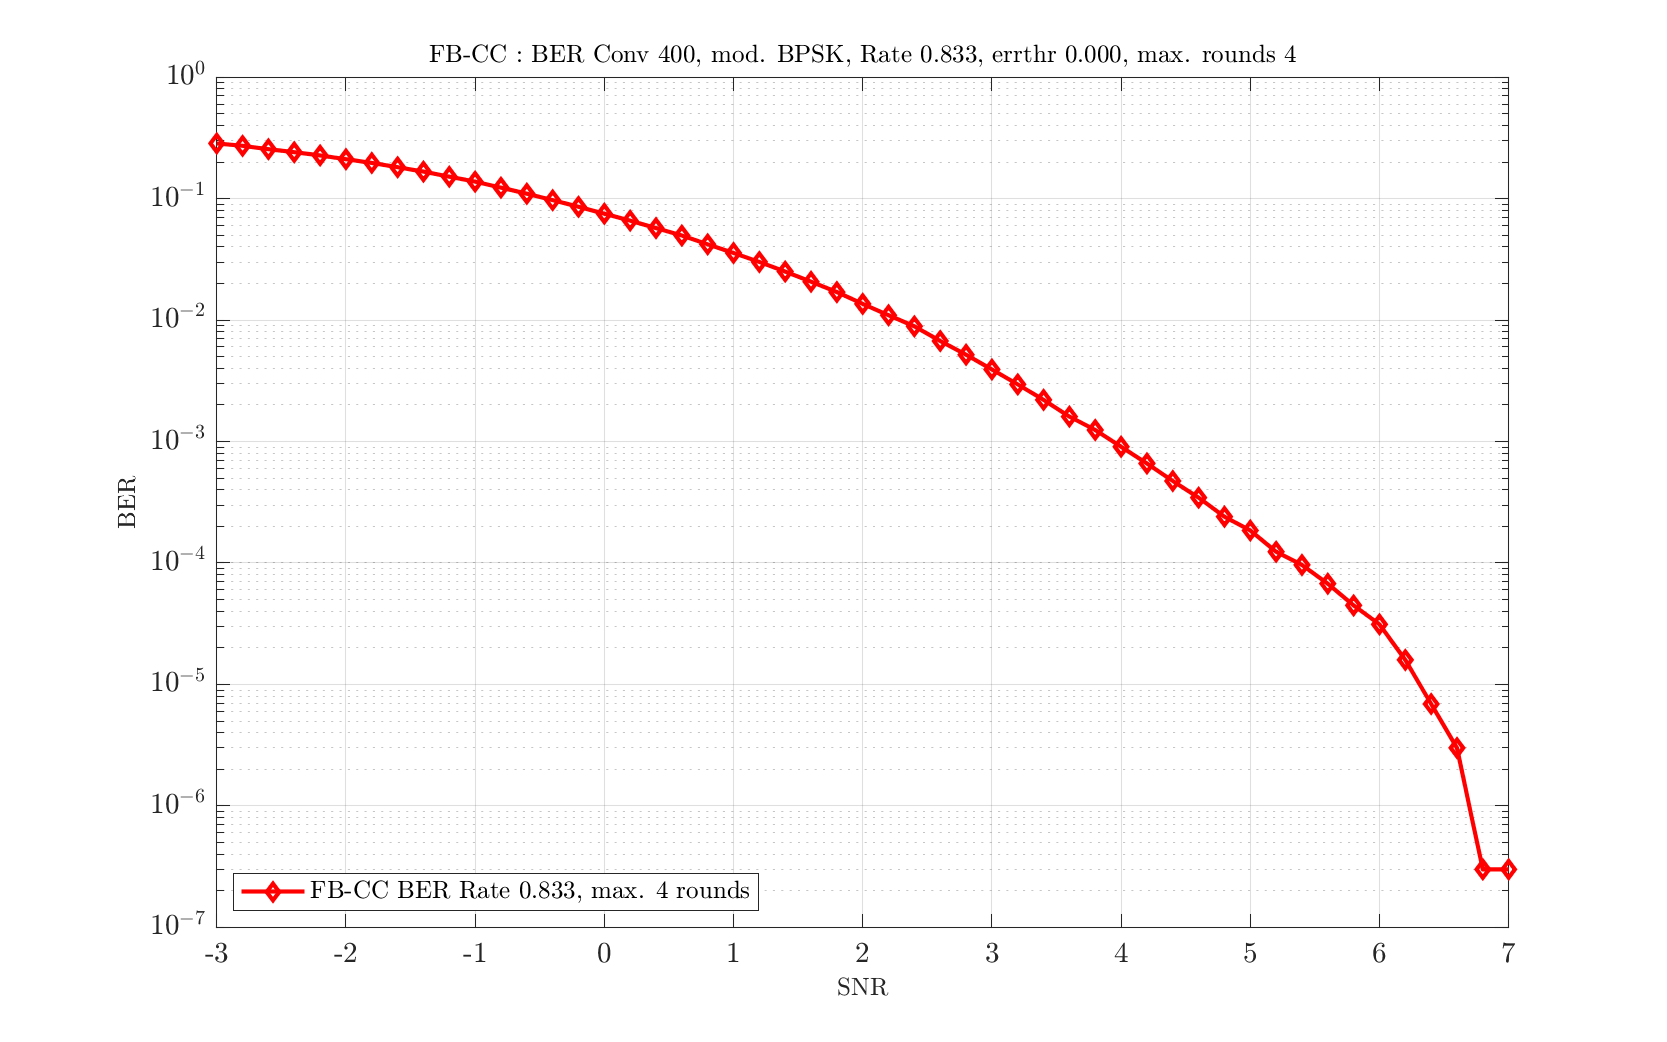 FB-CC : BER Conv 400, mod. BPSK, Rate 0.833, errthr 0.000, max. rounds 4
10^0
10^-1
10^-2
10^-3
10^-4
10^-5
10^-6
10^-7
BER
FB-CC BER Rate 0.833, max. 4 rounds
-3 -2 -1 0 1 2 3 4 5 6 7
SNR